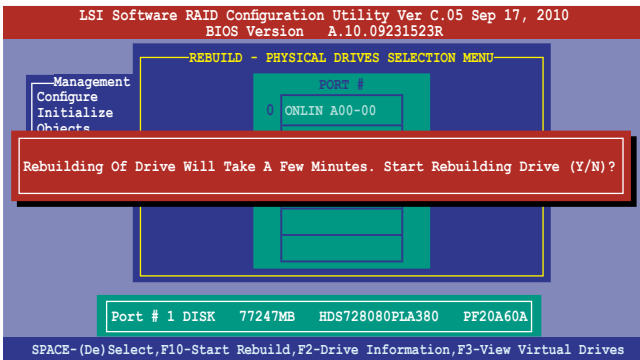 LSI Software RAID Configuration Utility Ver C.05 Sep 17, 2010
BIOS Version A.10.09231523R
REBUILD - PHYSICAL DRIVES SELECTION MENU
Management
Configure
Initialize
Objects
PORT #
0 ONLIN A00-00
Rebuilding Of Drive Will Take A Few Minutes. Start Rebuilding Drive (Y/N)?
Port # 1 DISK 77247MB HDS728080PLA380 PF20A60A
SPACE-(De)Select,F10-Start Rebuild,F2-Drive Information,F3-View Virtual Drives